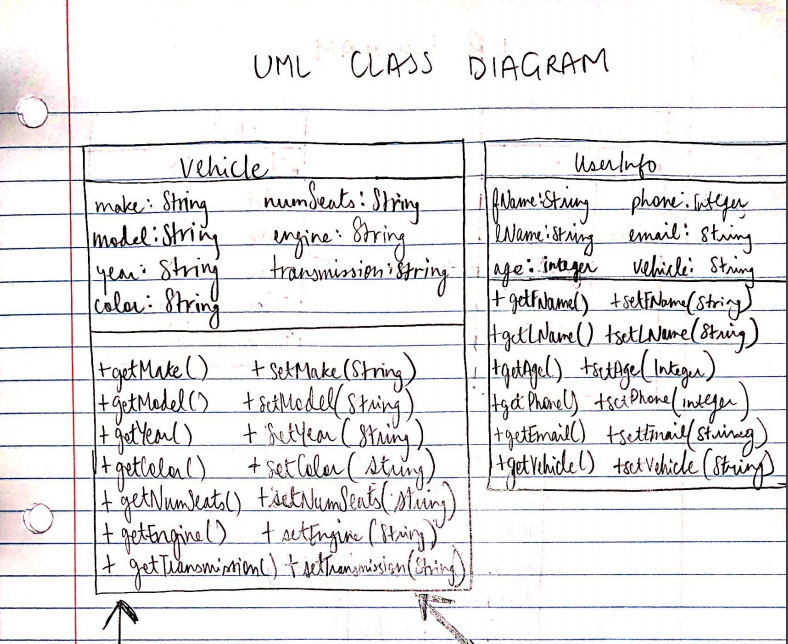 UML CLASS DIAGRAM
Vehicle
make: String numSeats: String
model: String engine: String
year: String transmission: String
color: String
+getMake() +setMake(String)
+getModel() +setModel(String)
+getYear() +setYear(String)
+getColor() +setColor(String)
+ getNumSeats() +setNumSeats(String)
+ getEngine() + setEngine(String)
+ getTransmission() + setTransmission(String)
UserInfo
fName: String phone: Integer
lName: String email: String
age: integer vehicle: String
+ getFName() +setFName(String)
+getLName() +setLName(String)
+getAge() +setAge(Integer)
+getPhone() +setPhone(integer)
+getEmail() +setEmail(String)
+getVehicle() +setVehicle(String)